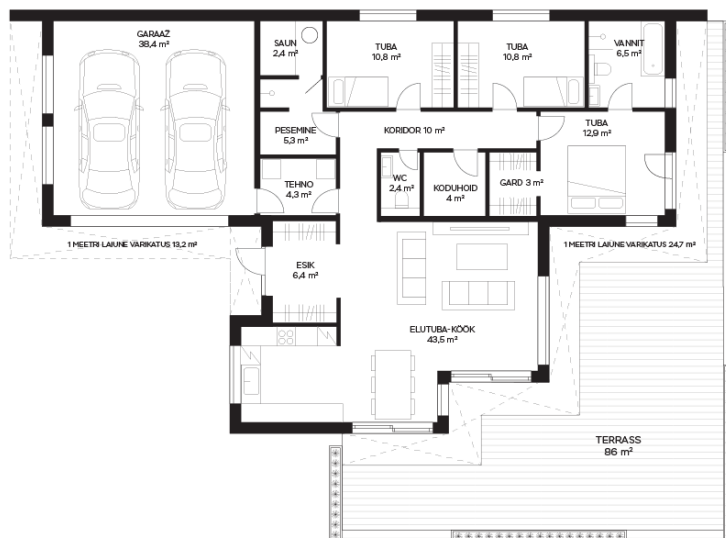 GARAAŽ
38,4 m²
SAUN
2,4 m²
TUBA
10,8 m²
TUBA
10,8 m²
VANNIT
6,5 m²
PESEMINE
5,3 m²
KORIDOR 10 m²
TUBA
12,9 m²
TEHNO
4,3 m²
WC
2,4 m²
KODUHOID
4 m²
GARD 3 m²
1 MEETRI LAIUNE VARIKATUS 13,2 m²
1 MEETRI LAIUNE VARIKATUS 24,7 m²
ESIK
6,4 m²
ELUTUBA-KÖÖK
43,5 m²
TERRASS
86 m²